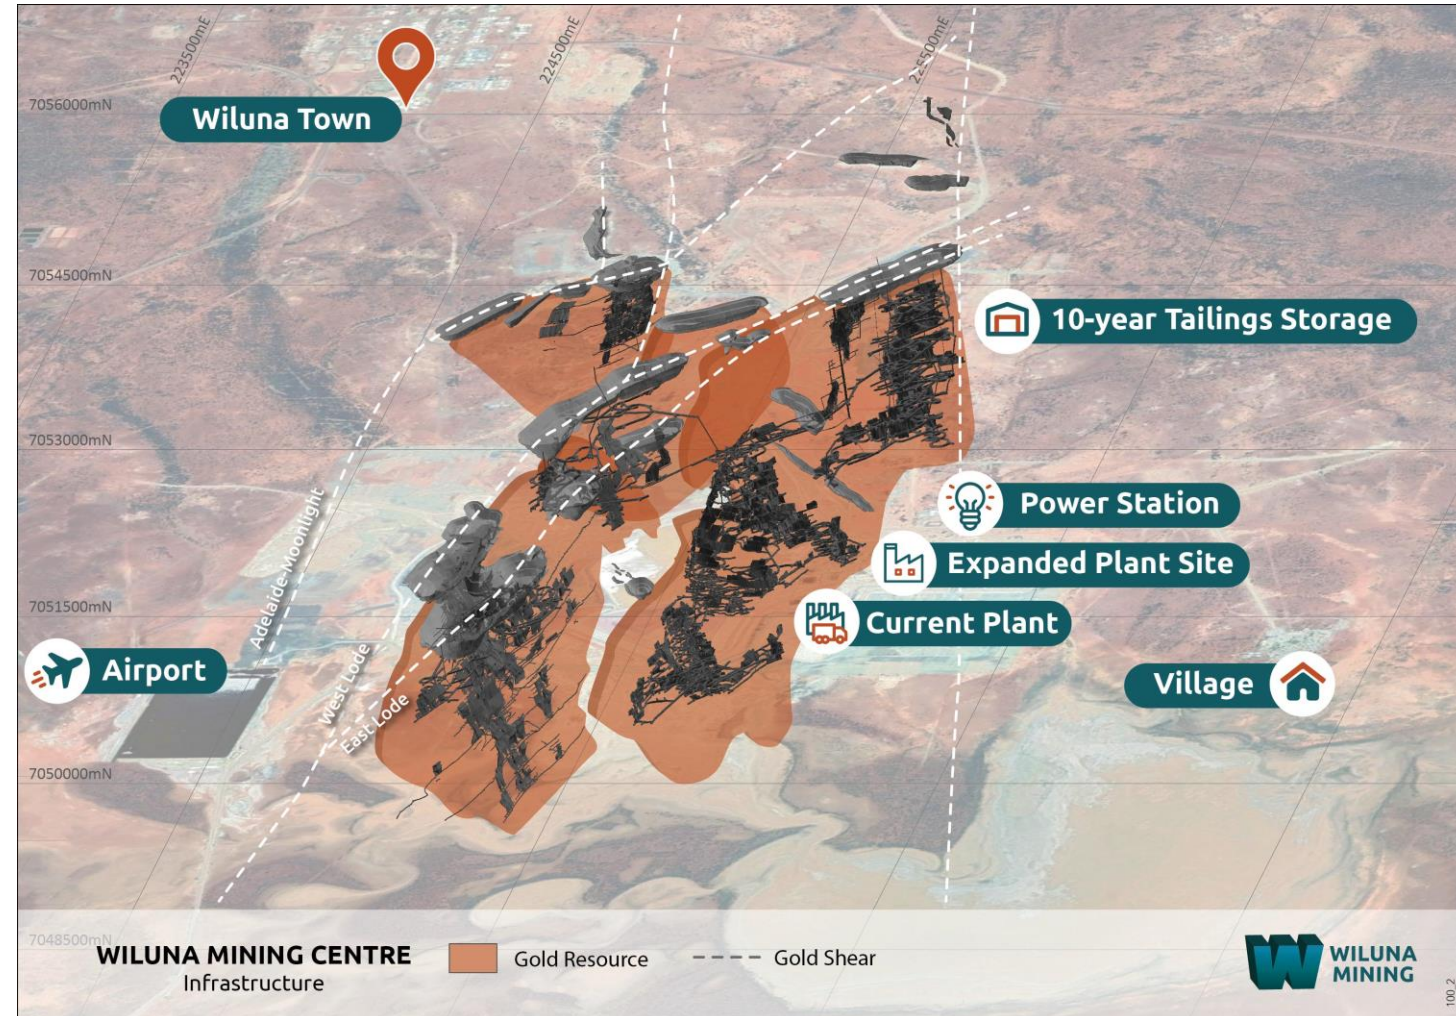 223500mE
224500mE
225500mE
7056000mN
Wiluna Town
7054500mN
10-year Tailings Storage
7053000mN
Power Station
Adelaide-Moonlight
Expanded Plant Site
7051500mN
Current Plant
Airport
West Lode
Village
East Lode
7050000mN
7048500mN
WILUNA MINING CENTRE
Infrastructure
Gold Resource
Gold Shear
WILUNA
MINING
100_2